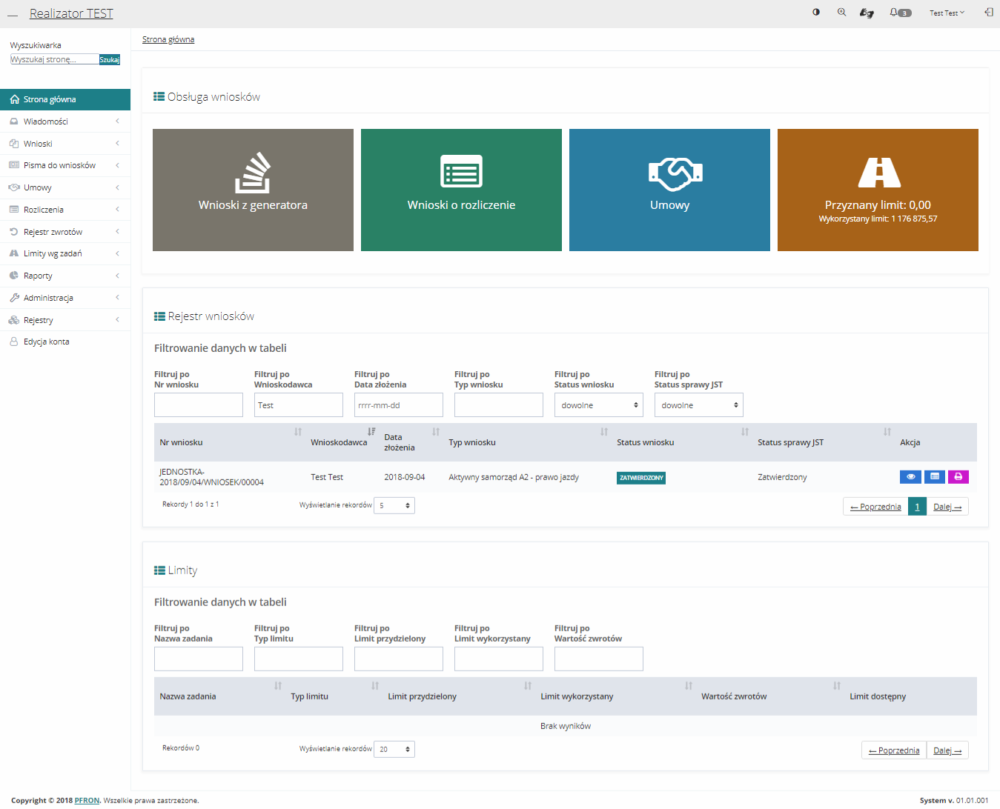 Realizator TEST
3
Test Test
Wyszukiwarka
Wyszukaj stronę...
Szukaj
Strona główna
Wiadomości
Wnioski
Pisma do wniosków
Umowy
Rozliczenia
Rejestr zwrotów
Limity wg zadań
Raporty
Administracja
Rejestry
Edycja konta
Strona główna
Obsługa wniosków
Wnioski z generatora
Wnioski o rozliczenie
Umowy
Przyznany limit: 0,00
Wykorzystany limit: 1 176 875,57
Rejestr wniosków
Filtrowanie danych w tabeli
Filtruj po
Nr wniosku
Filtruj po
Wnioskodawca
Test
Filtruj po
Data złożenia
rrrr-mm-dd
Filtruj po
Typ wniosku
Filtruj po
Status wniosku
dowolne
Filtruj po
Status sprawy JST
dowolne
Nr wniosku
Wnioskodawca
Data
złożenia
Typ wniosku
Status wniosku
Status sprawy JST
Akcja
JEDNOSTKA-
2018/09/04/WNIOSEK/00004
Test Test
2018-09-04
Aktywny samorząd A2 - prawo jazdy
ZATWIERDZONY
Zatwierdzony
Rekordy 1 do 1 z 1
Wyświetlanie rekordów 5
← Poprzednia 1 Dalej →
Limity
Filtrowanie danych w tabeli
Filtruj po
Nazwa zadania
Filtruj po
Typ limitu
Filtruj po
Limit przydzielony
Filtruj po
Limit wykorzystany
Filtruj po
Wartość zwrotów
Nazwa zadania
Typ limitu
Limit przydzielony
Limit wykorzystany
Wartość zwrotów
Limit dostępny
Brak wyników
Rekordów 0
Wyświetlanie rekordów 20
← Poprzednia Dalej →
Copyright © 2018 PFRON. Wszelkie prawa zastrzeżone.
System v. 01.01.001